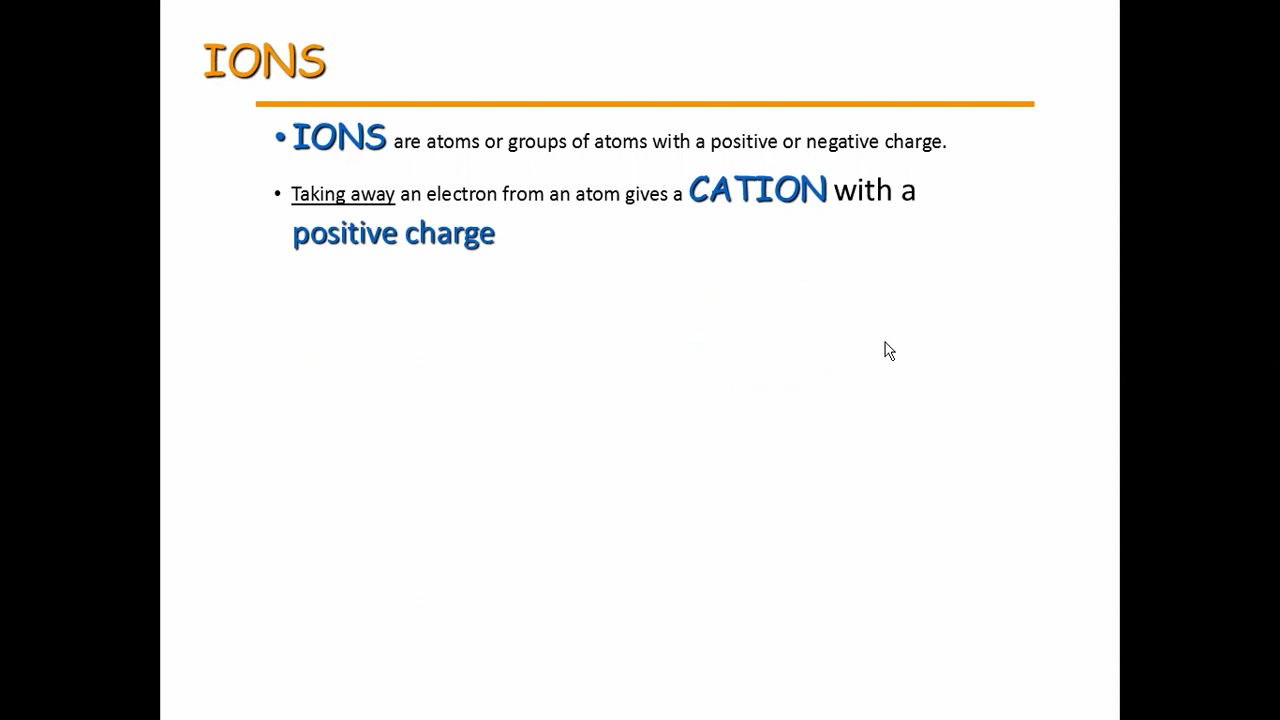 IONS
• IONS are atoms or groups of atoms with a positive or negative charge.
• Taking away an electron from an atom gives a CATION with a
positive charge